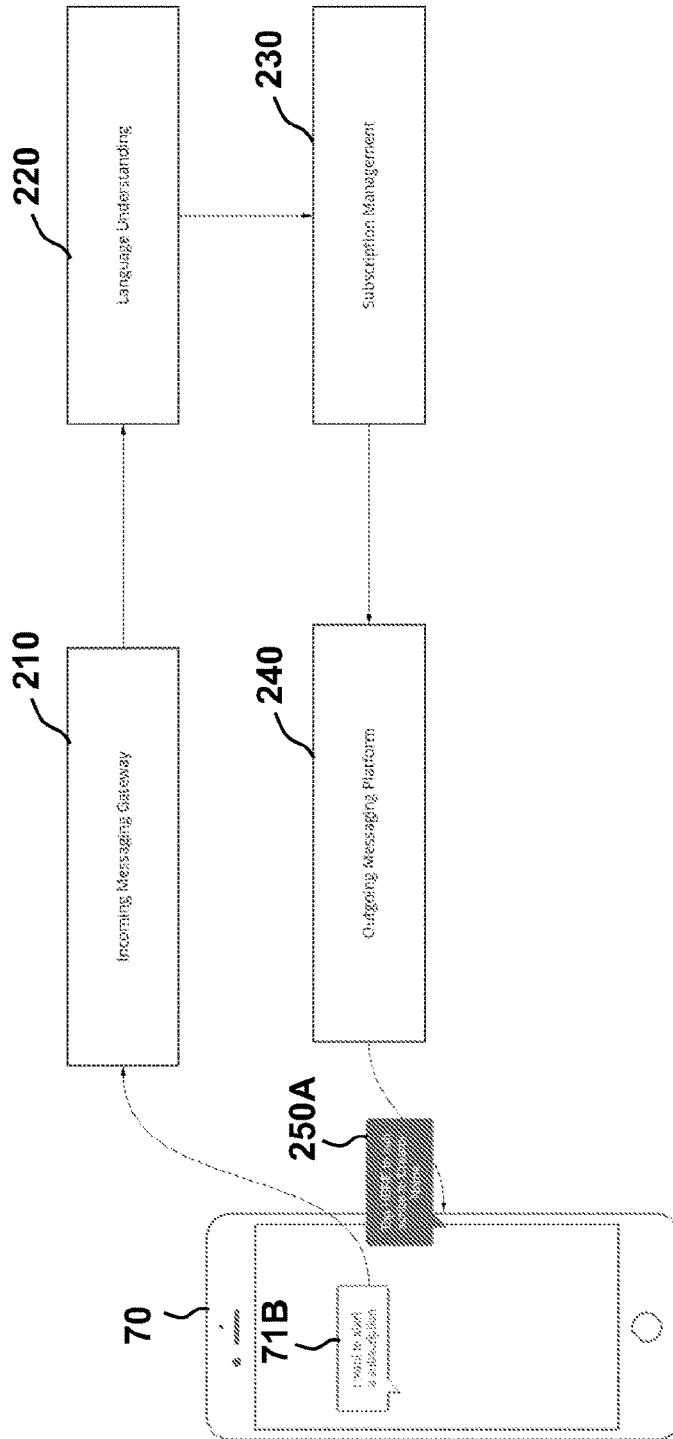 220
Language Understanding
230
Subscription Management
210
Incoming Messaging Gateway
240
Outgoing Messaging Platform
250A
70
71B
I want to start
a subscription